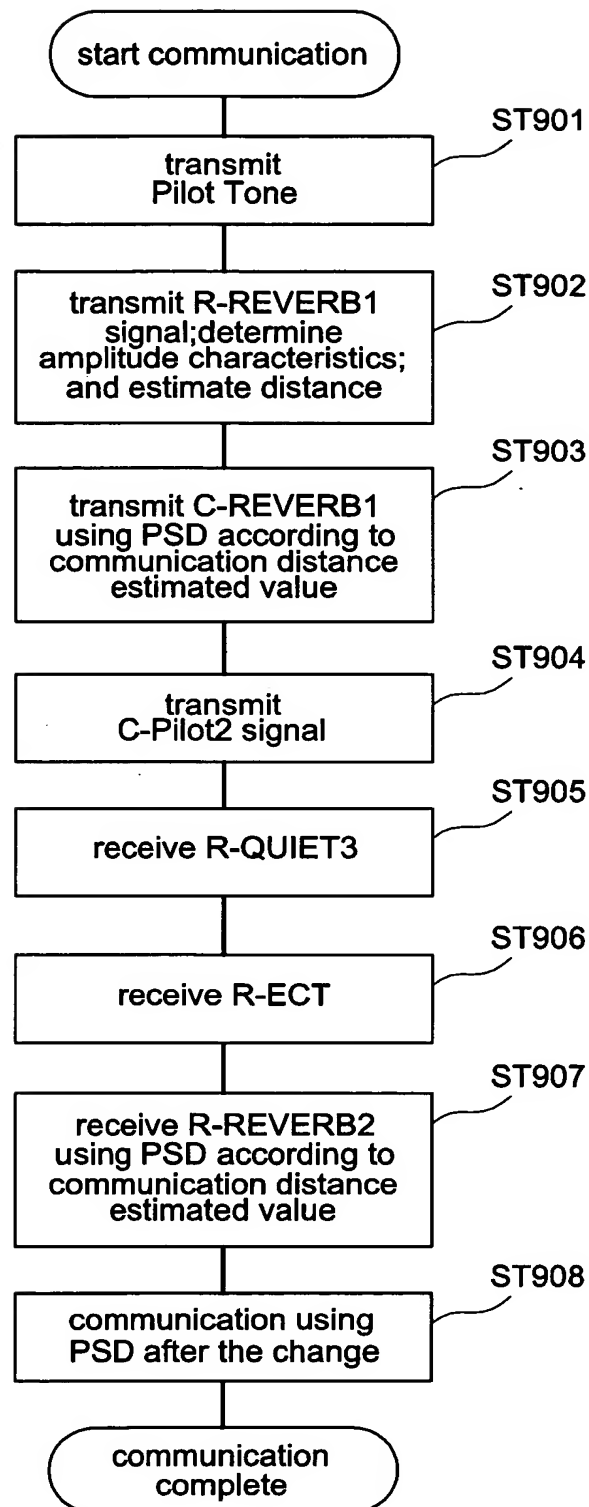 start communication
ST901
transmit
Pilot Tone
ST902
transmit R-REVERB1
signal;determine
amplitude characteristics;
and estimate distance
ST903
transmit C-REVERB1
using PSD according to
communication distance
estimated value
ST904
transmit
C-Pilot2 signal
ST905
receive R-QUIET3
ST906
receive R-ECT
ST907
receive R-REVERB2
using PSD according to
communication distance
estimated value
ST908
communication using
PSD after the change
communication
complete